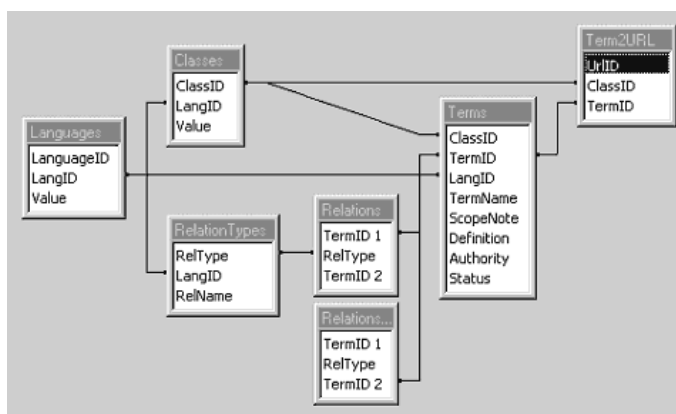 Classes
ClassID
LangID
Value
Term2URL
UrlID
ClassID
TermID
Languages
LanguageID
LangID
Value
Terms
ClassID
TermID
LangID
TermName
ScopeNote
Definition
Authority
Status
RelationTypes
RelType
LangID
RelName
Relations
TermID 1
RelType
TermID 2
Relations...
TermID 1
RelType
TermID 2